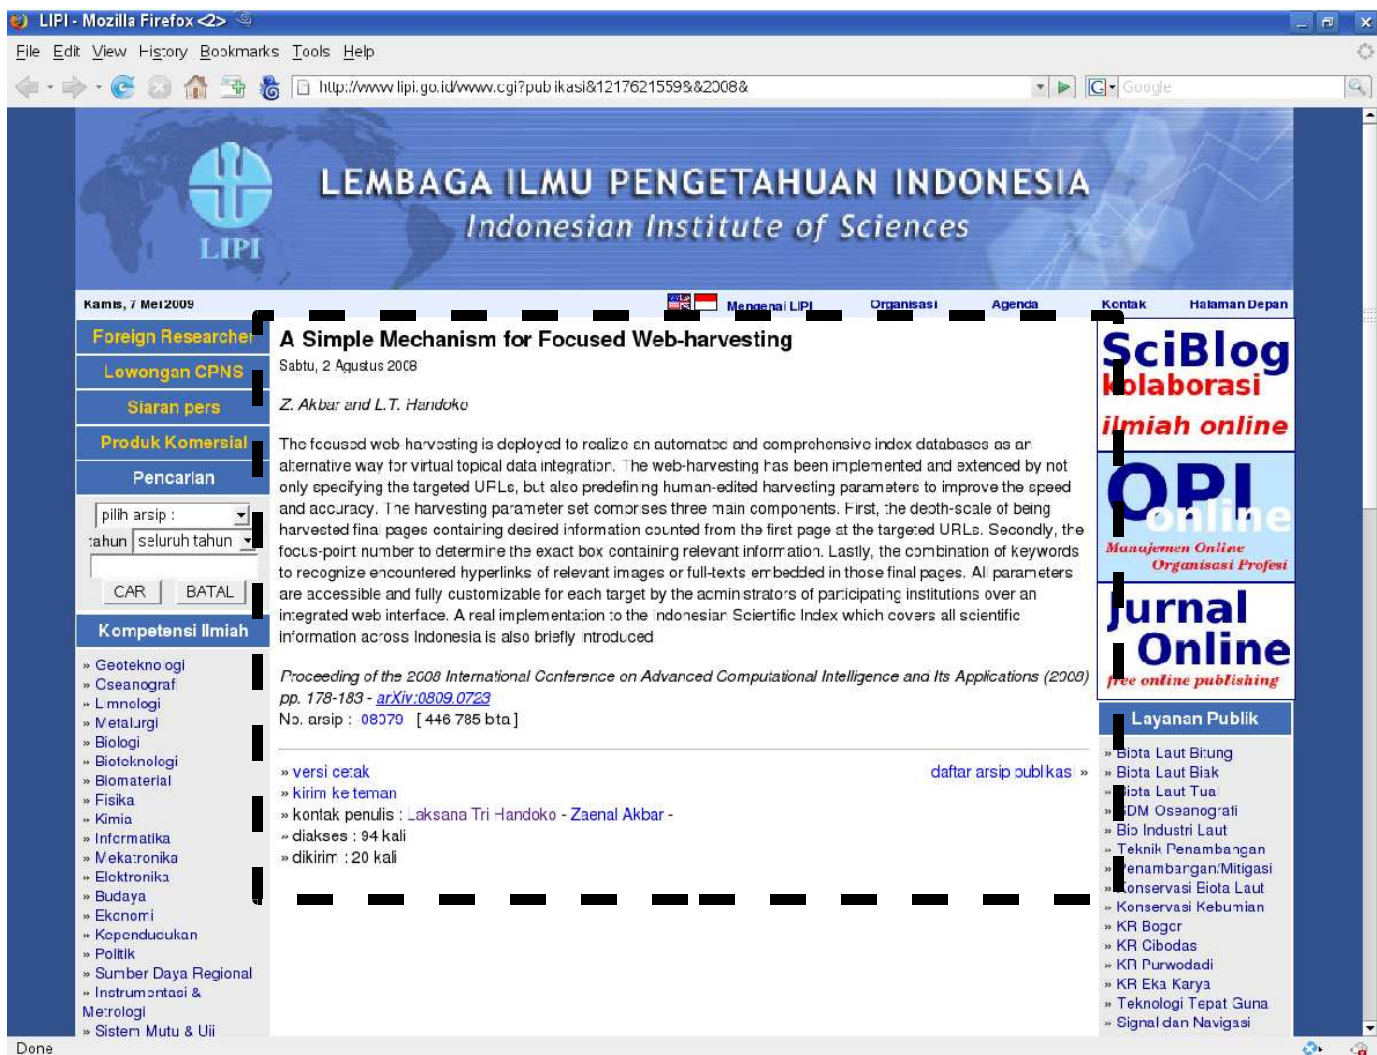 LIPI - Mozilla Firefox <2>
File Edit View History Bookmarks Tools Help
http://www.lipi.go.id/www.cgi?publikasi&1217621559&&2008&
Google
LEMBAGA ILMU PENGETAHUAN INDONESIA
Indonesian Institute of Sciences
LIPI
Kamis, 7 Mei 2009
Mengenai LIPI Organisasi Agenda Kontak Halaman Depan
Foreign Researcher
Lowongan CPNS
Siaran pers
Produk Komersial
Pencarian
pilih arsip :
tahun seluruh tahun
CARI BATAL
Kompetensi Ilmiah
» Geoteknologi
» Oseanografi
» Limnologi
» Metalurgi
» Biologi
» Bioteknologi
» Biomaterial
» Fisika
» Kimia
» Informatika
» Mekatronika
» Elektronika
» Budaya
» Ekonomi
» Kependudukan
» Politik
» Sumber Daya Regional
» Instrumentasi &
Metrologi
» Sistem Mutu & Uji
A Simple Mechanism for Focused Web-harvesting
Sabtu, 2 Agustus 2008
Z. Akbar and L.T. Handoko
The focused web-harvesting is deployed to realize an automated and comprehensive index databases as an
alternative way for virtual topical data integration. The web-harvesting has been implemented and extended by not
only specifying the targeted URLs, but also predefining human-edited harvesting parameters to improve the speed
and accuracy. The harvesting parameter set comprises three main components. First, the depth-scale of being
harvested final pages containing desired information counted from the first page at the targeted URLs. Secondly, the
focus-point number to determine the exact box containing relevant information. Lastly, the combination of keywords
to recognize encountered hyperlinks of relevant images or full-texts embedded in those final pages. All parameters
are accessible and fully customizable for each target by the administrators of participating institutions over an
integrated web interface. A real implementation to the Indonesian Scientific Index which covers all scientific
information across Indonesia is also briefly introduced
Proceeding of the 2008 International Conference on Advanced Computational Intelligence and Its Applications (2008)
pp. 178-183 - arXiv:0809.0723
No. arsip : 08079 [ 446 785 bita ]
» versi cetak daftar arsip publikasi »
» kirim ke teman
» kontak penulis : Laksana Tri Handoko - Zaenal Akbar -
» diakses : 94 kali
» dikirim : 20 kali
SciBlog
kolaborasi
ilmiah online
OPI
online
Manajemen Online
Organisasi Profesi
Jurnal
Online
free online publishing
Layanan Publik
» Biota Laut Bitung
» Biota Laut Biak
» Biota Laut Tual
» SDM Oseanografi
» Bio Industri Laut
» Teknik Penambangan
» Penambangan/Mitigasi
» Konservasi Biota Laut
» Konservasi Kebumian
» KR Bogor
» KR Cibodas
» KR Purwodadi
» KR Eka Karya
» Teknologi Tepat Guna
» Signal dan Navigasi
Done